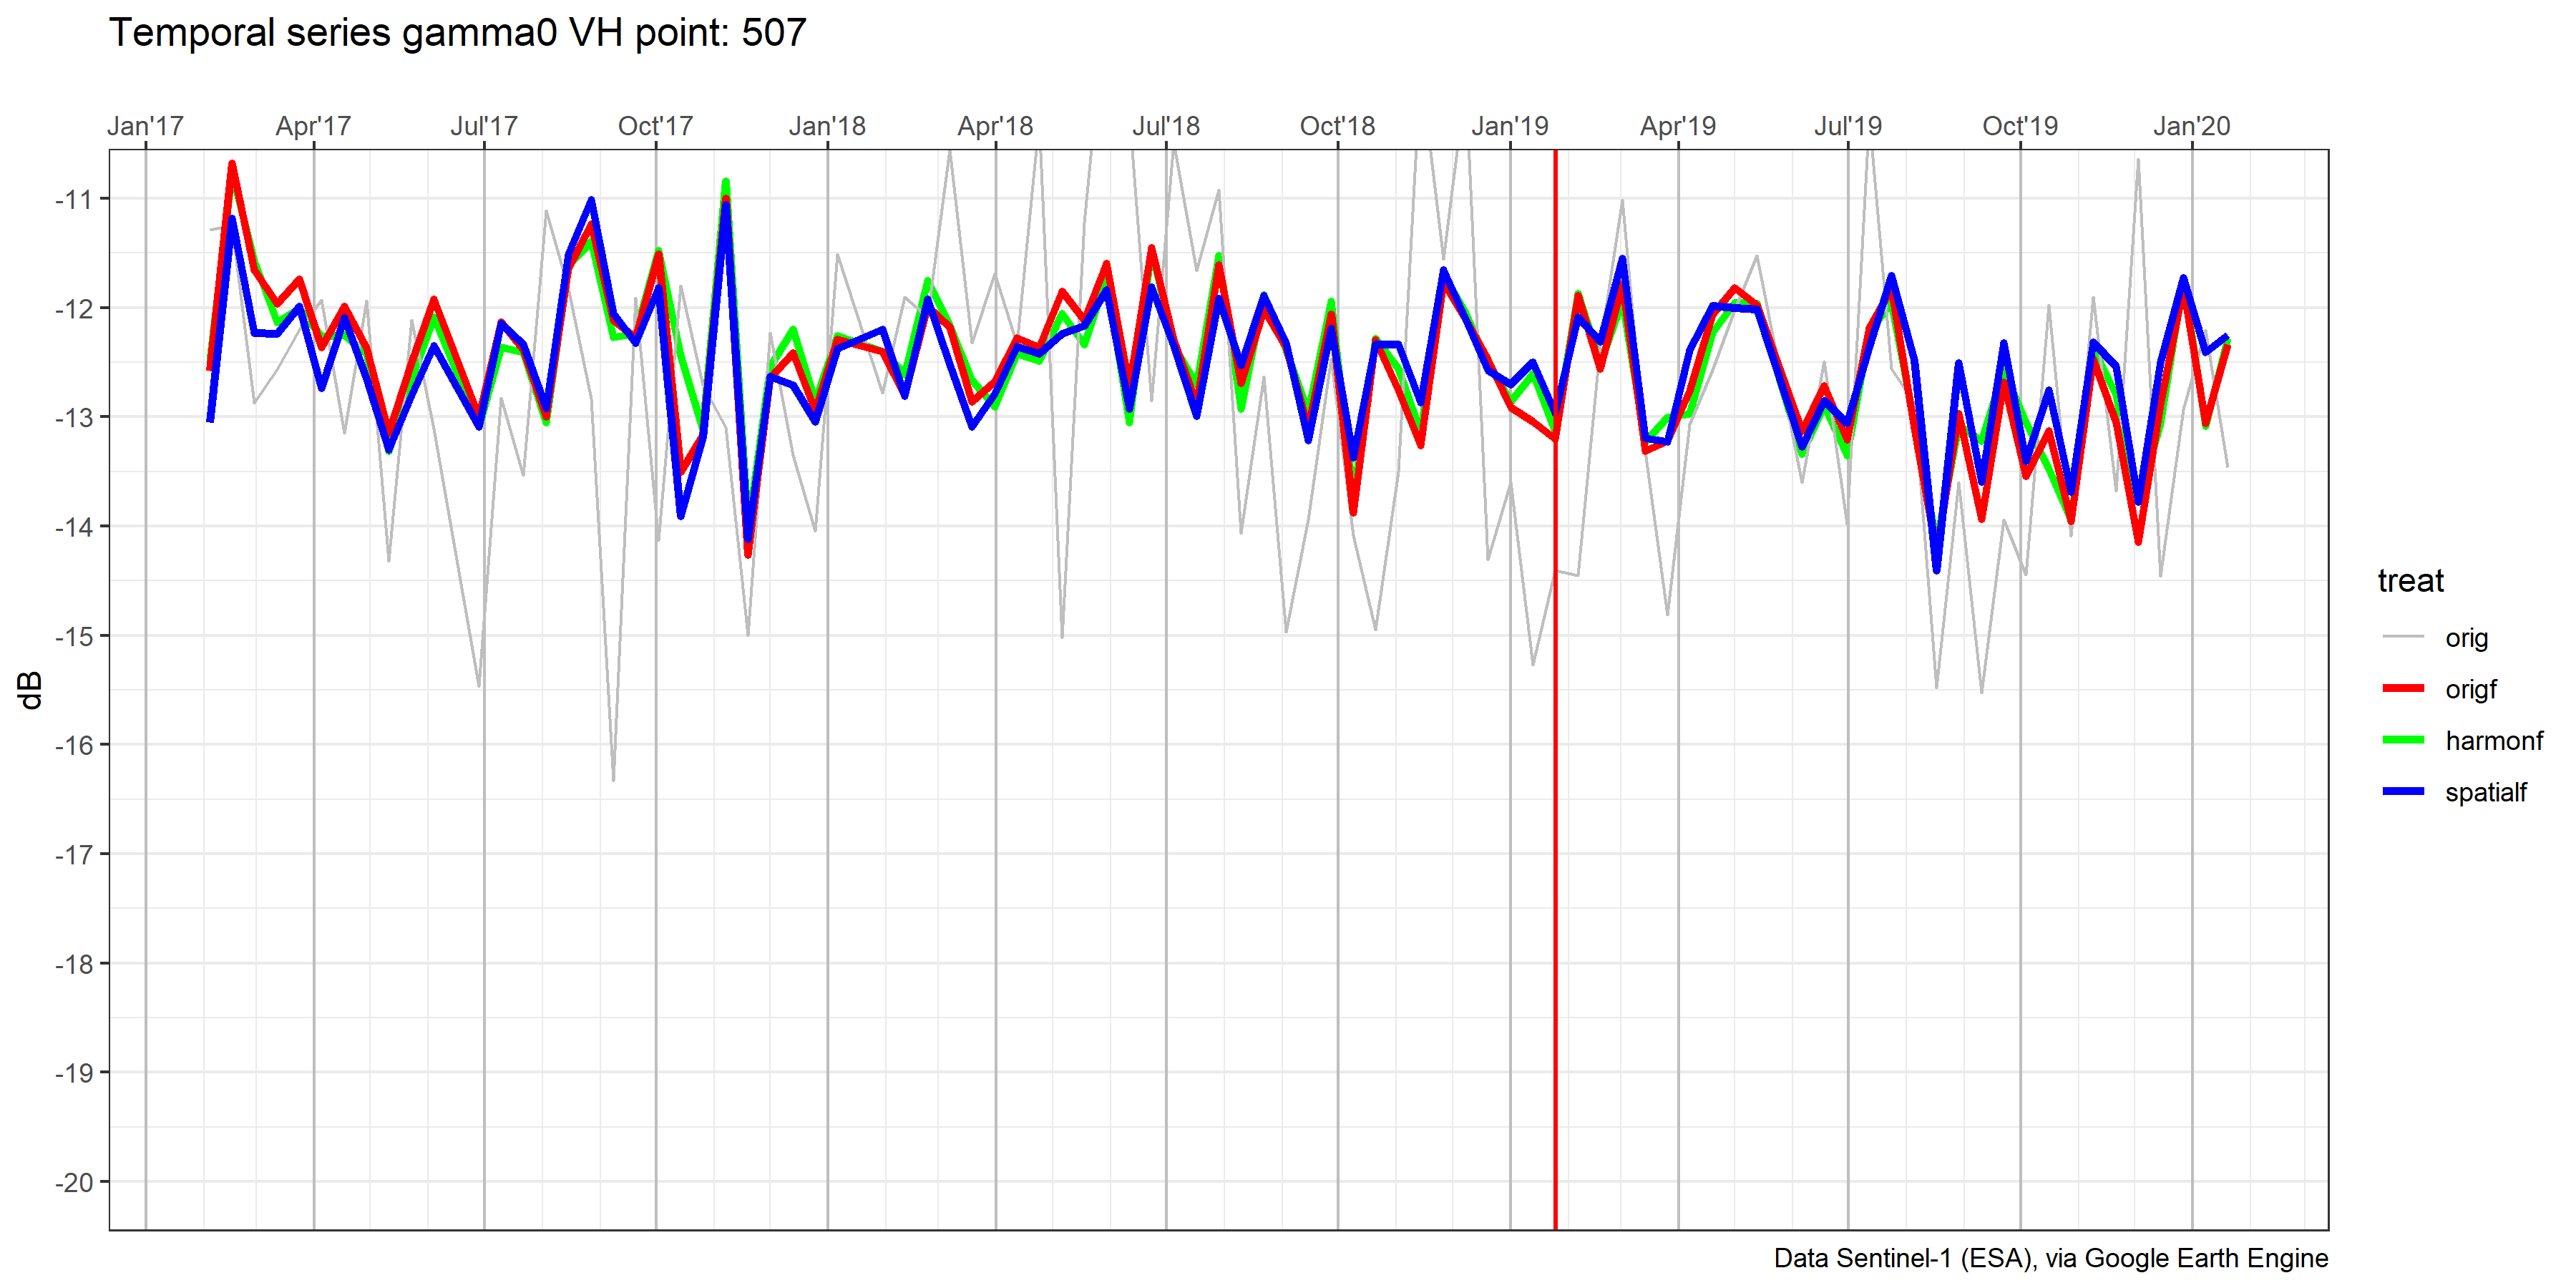 Temporal series gamma0 VH point: 507
Jan'17 Apr'17 Jul'17 Oct'17 Jan'18 Apr'18 Jul'18 Oct'18 Jan'19 Apr'19 Jul'19 Oct'19 Jan'20
-11
-12
-13
-14
-15
-16
-17
-18
-19
-20
dB
treat
orig
origf
harmonf
spatialf
Data Sentinel-1 (ESA), via Google Earth Engine